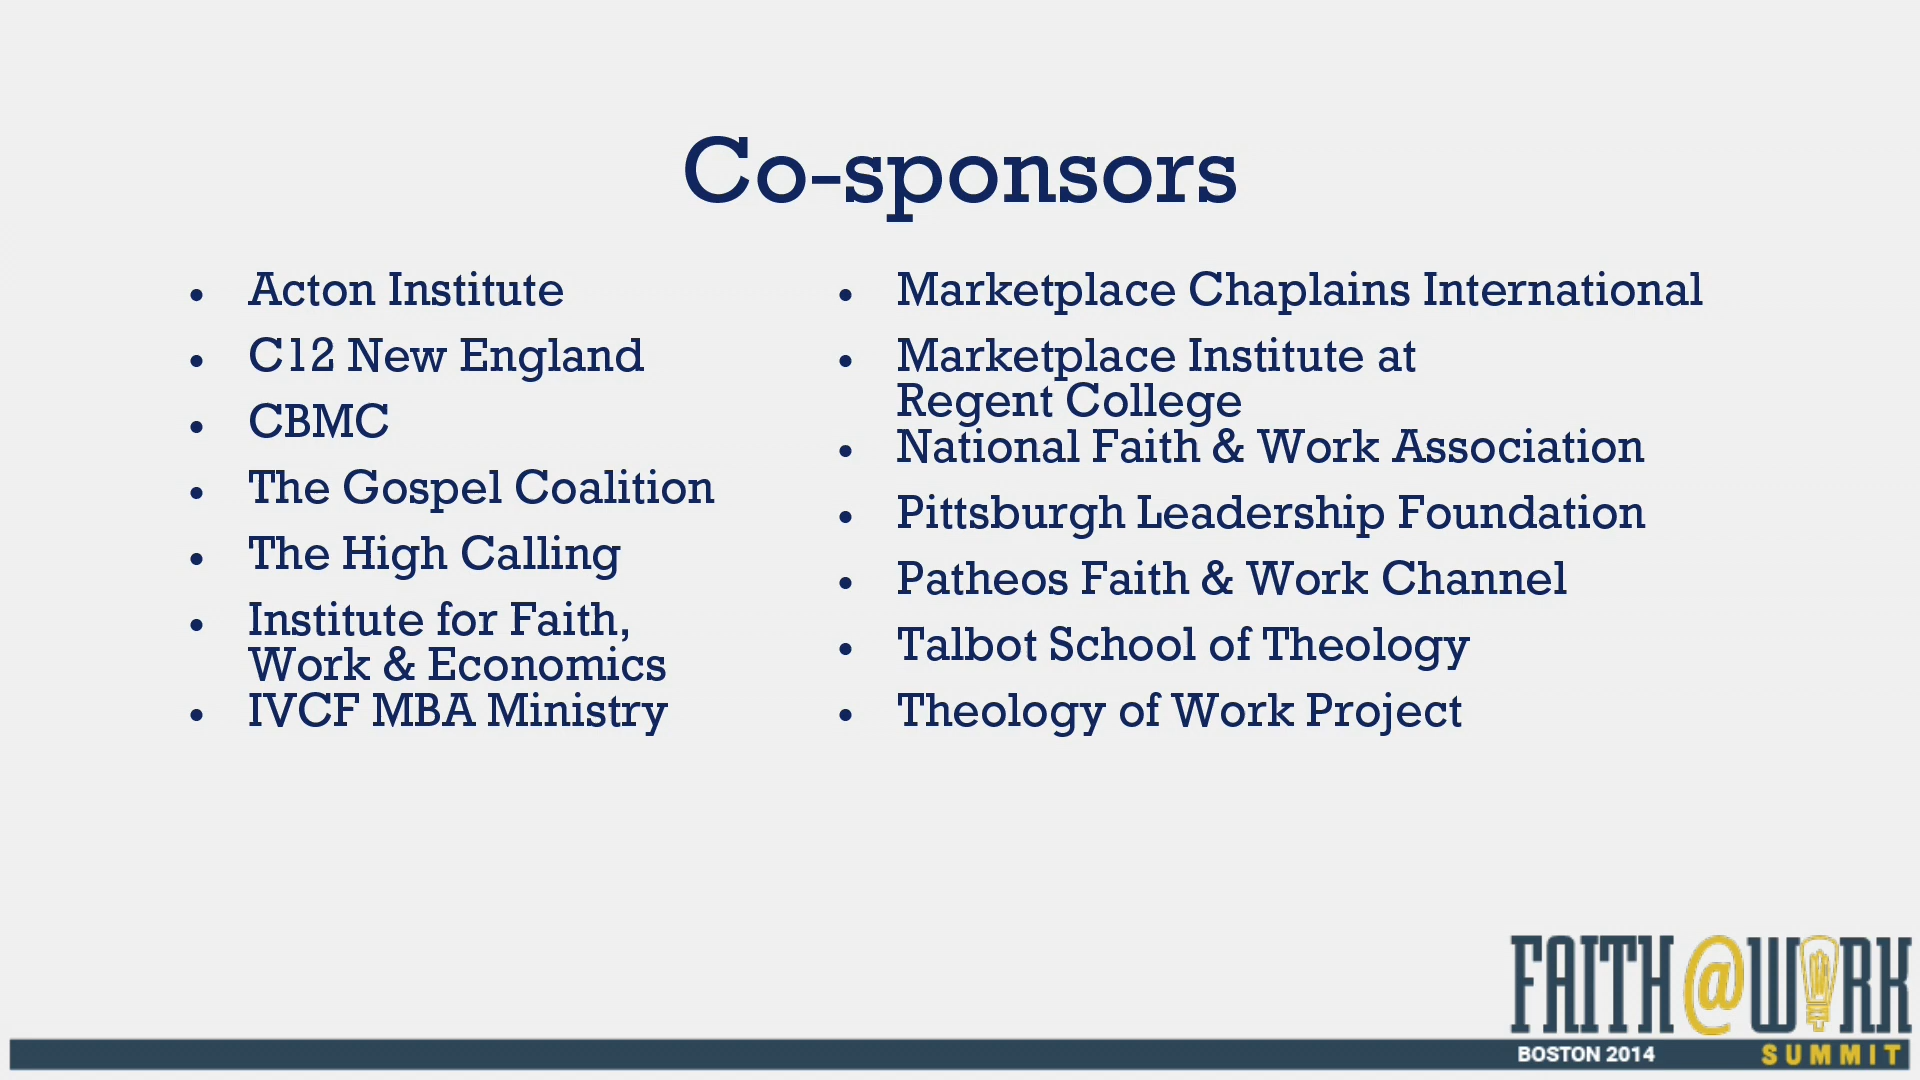 Co-sponsors
• Acton Institute
• C12 New England
• CBMC
• The Gospel Coalition
• The High Calling
• Institute for Faith,
Work & Economics
• IVCF MBA Ministry
• Marketplace Chaplains International
• Marketplace Institute at
Regent College
• National Faith & Work Association
• Pittsburgh Leadership Foundation
• Patheos Faith & Work Channel
• Talbot School of Theology
• Theology of Work Project
FAITH@WORK
BOSTON 2014 SUMMIT